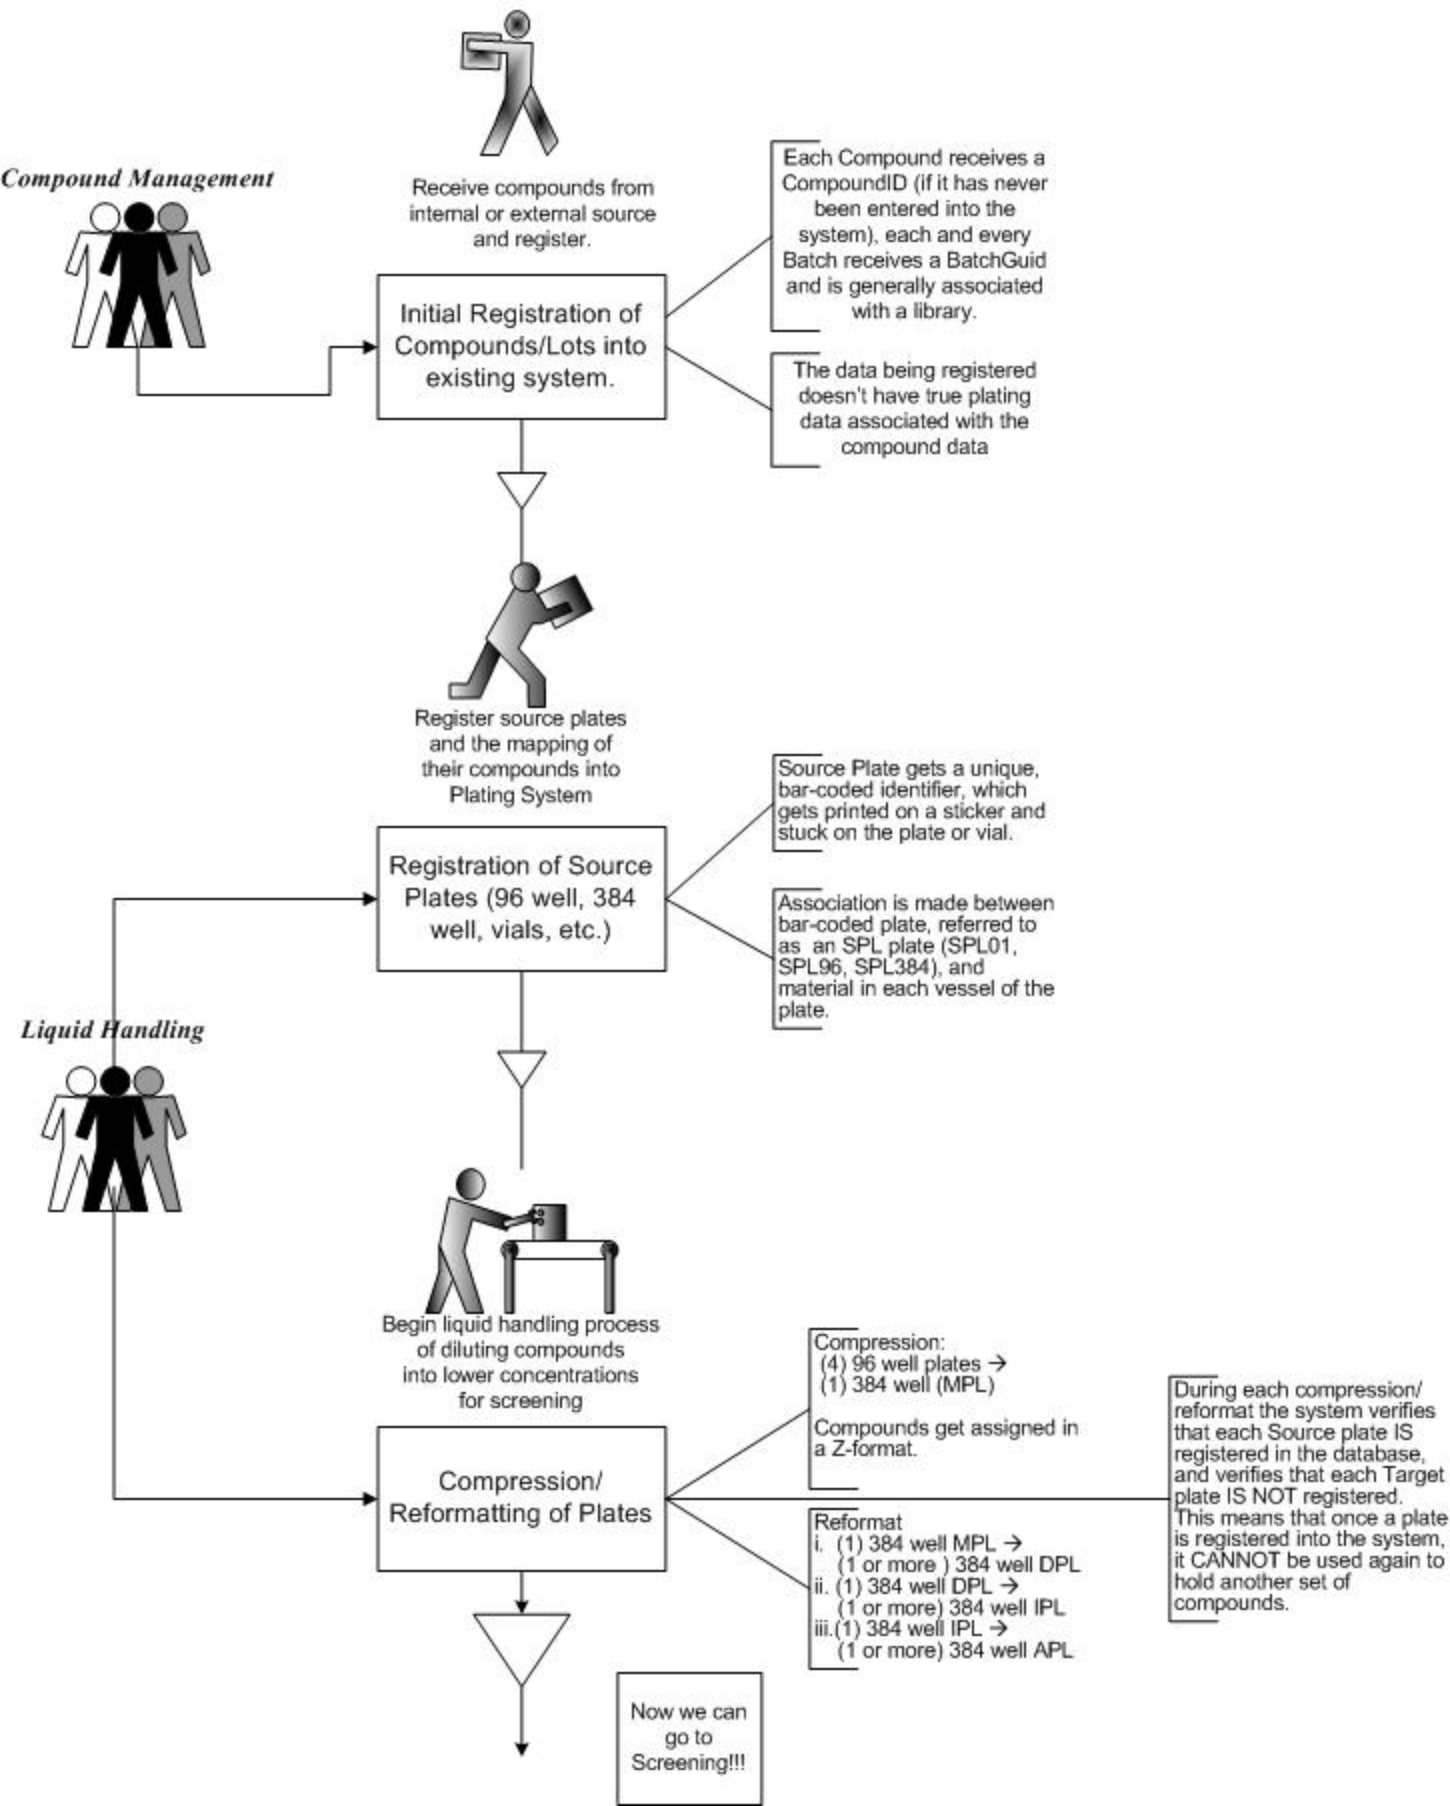 Compound Management
Receive compounds from
internal or external source
and register.
Initial Registration of
Compounds/Lots into
existing system.
Each Compound receives a
CompoundID (if it has never
been entered into the
system), each and every
Batch receives a BatchGuid
and is generally associated
with a library.
The data being registered
doesn't have true plating
data associated with the
compound data
Register source plates
and the mapping of
their compounds into
Plating System
Registration of Source
Plates (96 well, 384
well, vials, etc.)
Source Plate gets a unique,
bar-coded identifier, which
gets printed on a sticker and
stuck on the plate or vial.
Association is made between
bar-coded plate, referred to
as an SPL plate (SPL01,
SPL96, SPL384), and
material in each vessel of the
plate.
Liquid Handling
Begin liquid handling process
of diluting compounds
into lower concentrations
for screening
Compression/
Reformatting of Plates
Compression:
(4) 96 well plates →
(1) 384 well (MPL)
Compounds get assigned in
a Z-format.
Reformat
i. (1) 384 well MPL →
(1 or more ) 384 well DPL
ii. (1) 384 well DPL →
(1 or more) 384 well IPL
iii.(1) 384 well IPL →
(1 or more) 384 well APL
During each compression/
reformat the system verifies
that each Source plate IS
registered in the database,
and verifies that each Target
plate IS NOT registered.
This means that once a plate
is registered into the system,
it CANNOT be used again to
hold another set of
compounds.
Now we can
go to
Screening!!!